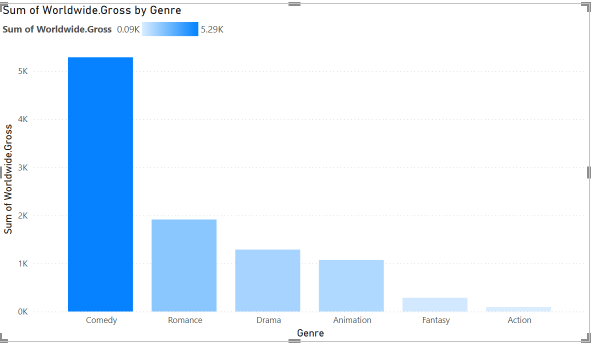 Sum of Worldwide.Gross by Genre
Sum of Worldwide.Gross 0.09K 5.29K
5K
4K
3K
2K
1K
0K
Sum of Worldwide.Gross
Comedy Romance Drama Animation Fantasy Action
Genre